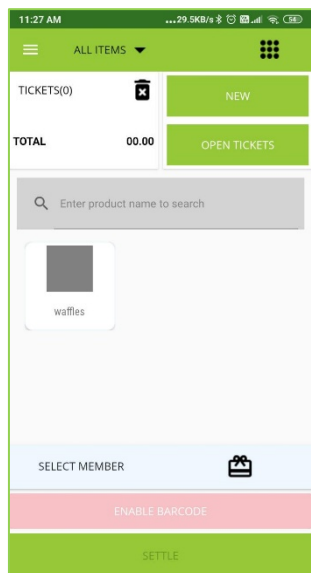 11:27 AM ...29.5KB/s 58
ALL ITEMS
TICKETS(0)
NEW
TOTAL 00.00
OPEN TICKETS
Enter product name to search
waffles
SELECT MEMBER
ENABLE BARCODE
SETTLE